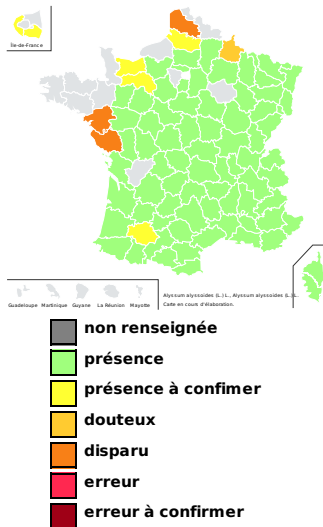 Île-de-France
Guadeloupe Martinique Guyane La Réunion Mayotte
Alyssum alyssoides (L.) L., Alyssum alyssoides (L.) L.
Carte en cours d'élaboration.
non renseignée
présence
présence à confimer
douteux
disparu
erreur
erreur à confirmer